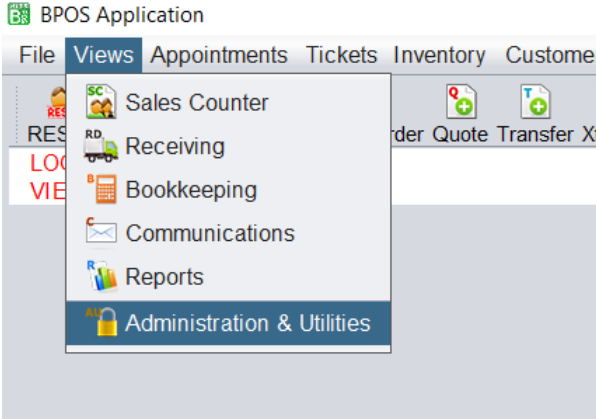 BPOS Application
File Views Appointments Tickets Inventory Custome
RES
rder Quote Transfer
LOC
VIE
SC Sales Counter
RD Receiving
B Bookkeeping
C Communications
R Reports
AU Administration & Utilities